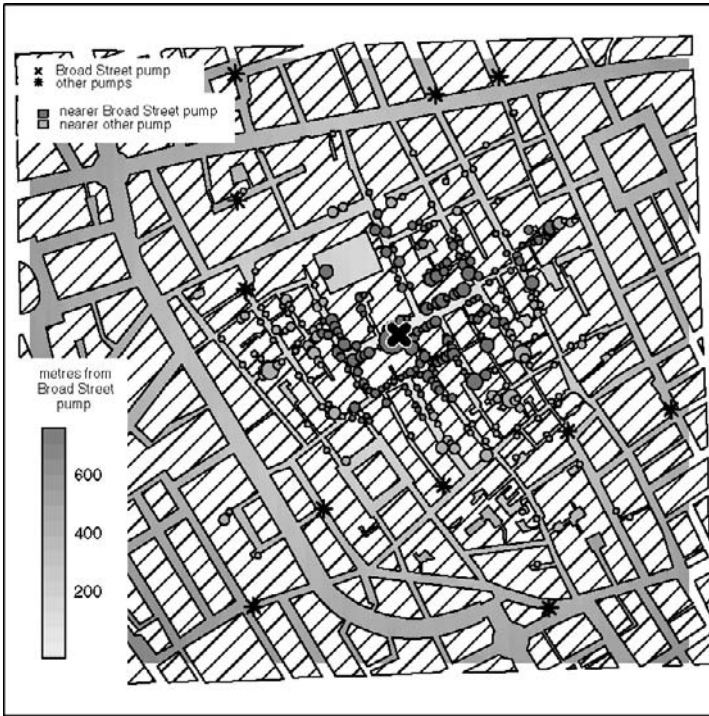 Broad Street pump
other pumps
nearer Broad Street pump
nearer other pump
metres from
Broad Street
pump
600
400
200